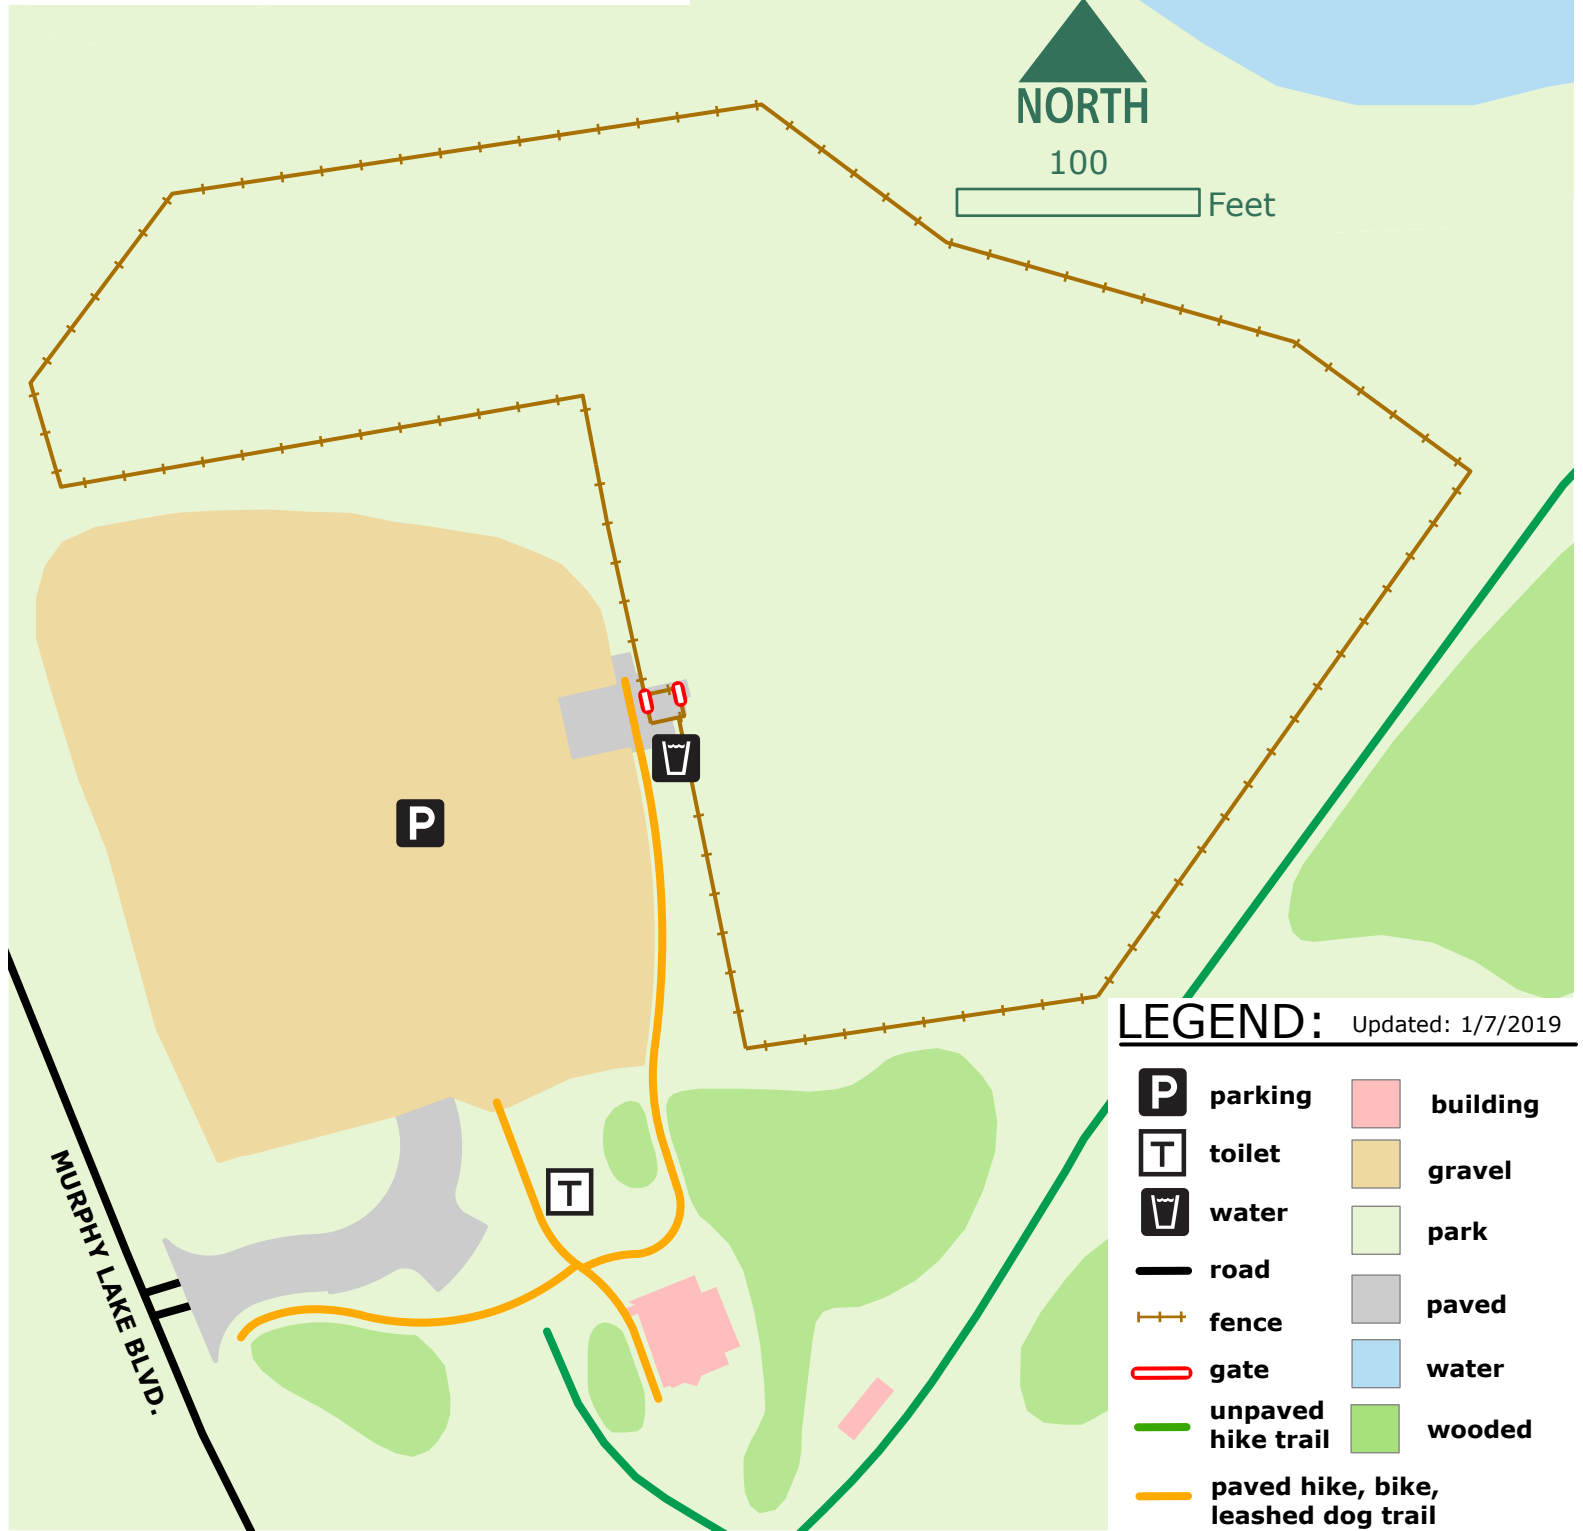 NORTH
100
Feet
P
T
MURPHY LAKE BLVD.
LEGEND: Updated: 1/7/2019
P parking
T toilet
water
road
fence
gate
unpaved
hike trail
paved hike, bike,
leashed dog trail
building
gravel
park
paved
water
wooded